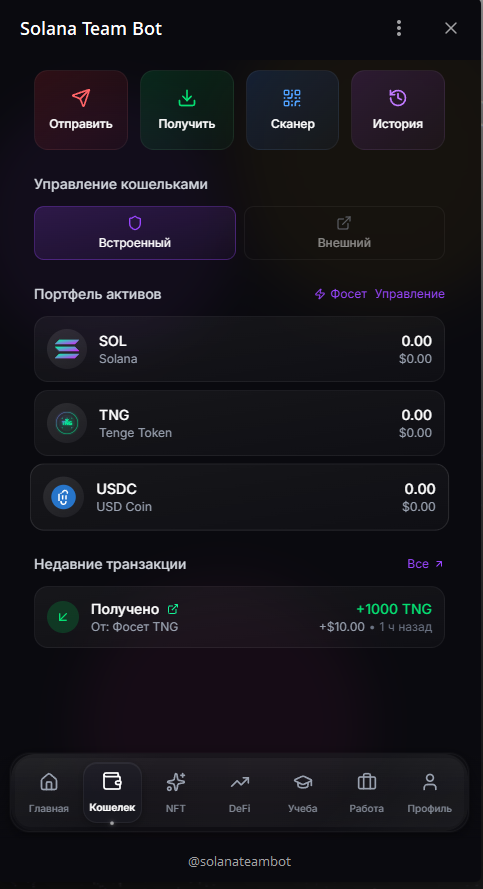 Solana Team Bot
Отправить
Получить
Сканер
История
Управление кошельками
Встроенный
Внешний
Портфель активов
Фосет Управление
SOL 0.00
Solana $0.00
TNG 0.00
Tenge Token $0.00
USDC 0.00
USD Coin $0.00
Недавние транзакции Все
Получено +1000 TNG
От: Фосет TNG +$10.00 • 1 ч назад
Главная
Кошелек
NFT
DeFi
Учеба
Работа
Профиль
@solanateambot